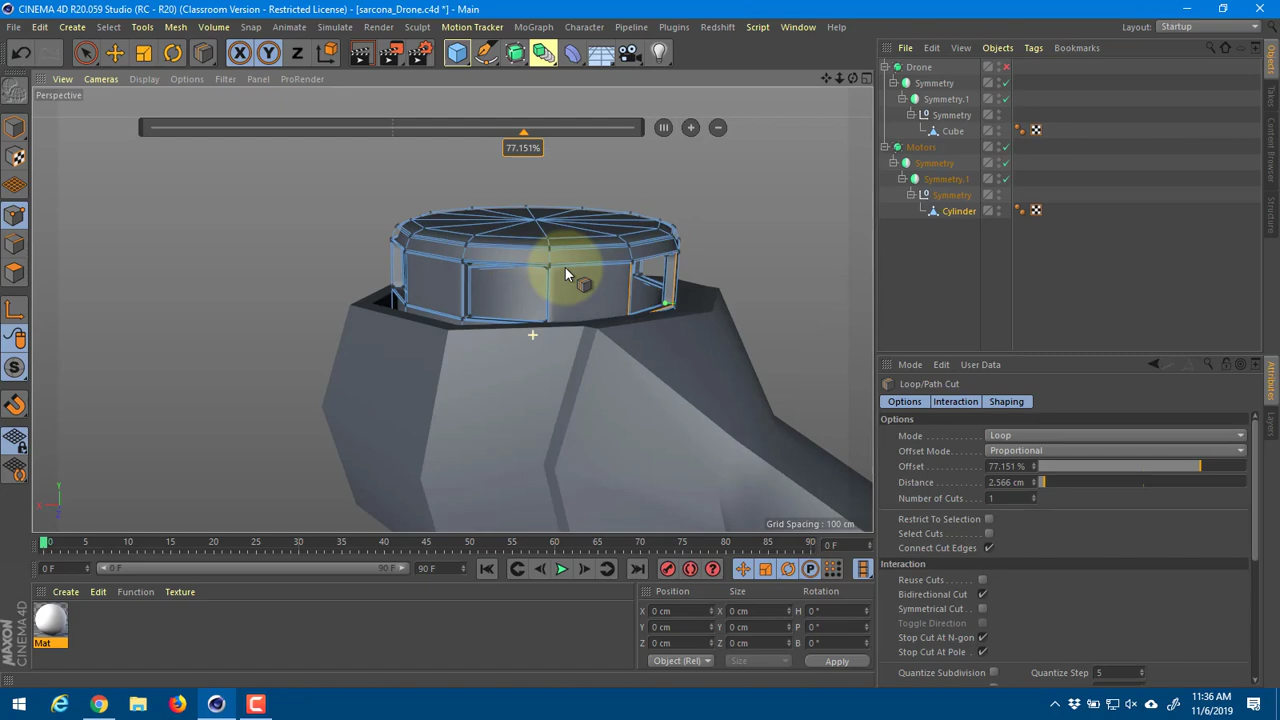 CINEMA 4D R20.059 Studio (RC - R20) (Classroom Version - Restricted License) - [sarcona_Drone.c4d *] - Main
File Edit Create Select Tools Mesh Volume Snap Animate Simulate Render Sculpt Motion Tracker MoGraph Character Pipeline Plugins Redshift Script Window Help Layout: Startup
X Y Z
File Edit View Objects Tags Bookmarks
View Cameras Display Options Filter Panel ProRender
Perspective
77.151%
Drone
Symmetry
Symmetry.1
Symmetry
Cube
Motors
Symmetry
Symmetry.1
Symmetry
Cylinder
Objects
Takes
Content Browser
Structure
Mode Edit User Data
Loop/Path Cut
Options Interaction Shaping
Options
Mode Loop
Offset Mode Proportional
Offset 77.151 %
Distance 2.566 cm
Number of Cuts 1
Restrict To Selection
Select Cuts
Connect Cut Edges
Interaction
Reuse Cuts
Bidirectional Cut
Symmetrical Cut
Toggle Direction
Stop Cut At N-gon
Stop Cut At Pole
Quantize Subdivision Quantize Step 5
Attributes
Layers
Grid Spacing : 100 cm
0 5 10 15 20 25 30 35 40 45 50 55 60 65 70 75 80 85 90 0 F
0 F 0 F 90 F 90 F
Create Edit Function Texture
Mat
Position Size Rotation
X 0 cm X 0 cm H 0 °
Y 0 cm Y 0 cm P 0 °
Z 0 cm Z 0 cm B 0 °
Object (Rel) Size Apply
MAXON CINEMA 4D
11:36 AM
11/6/2019